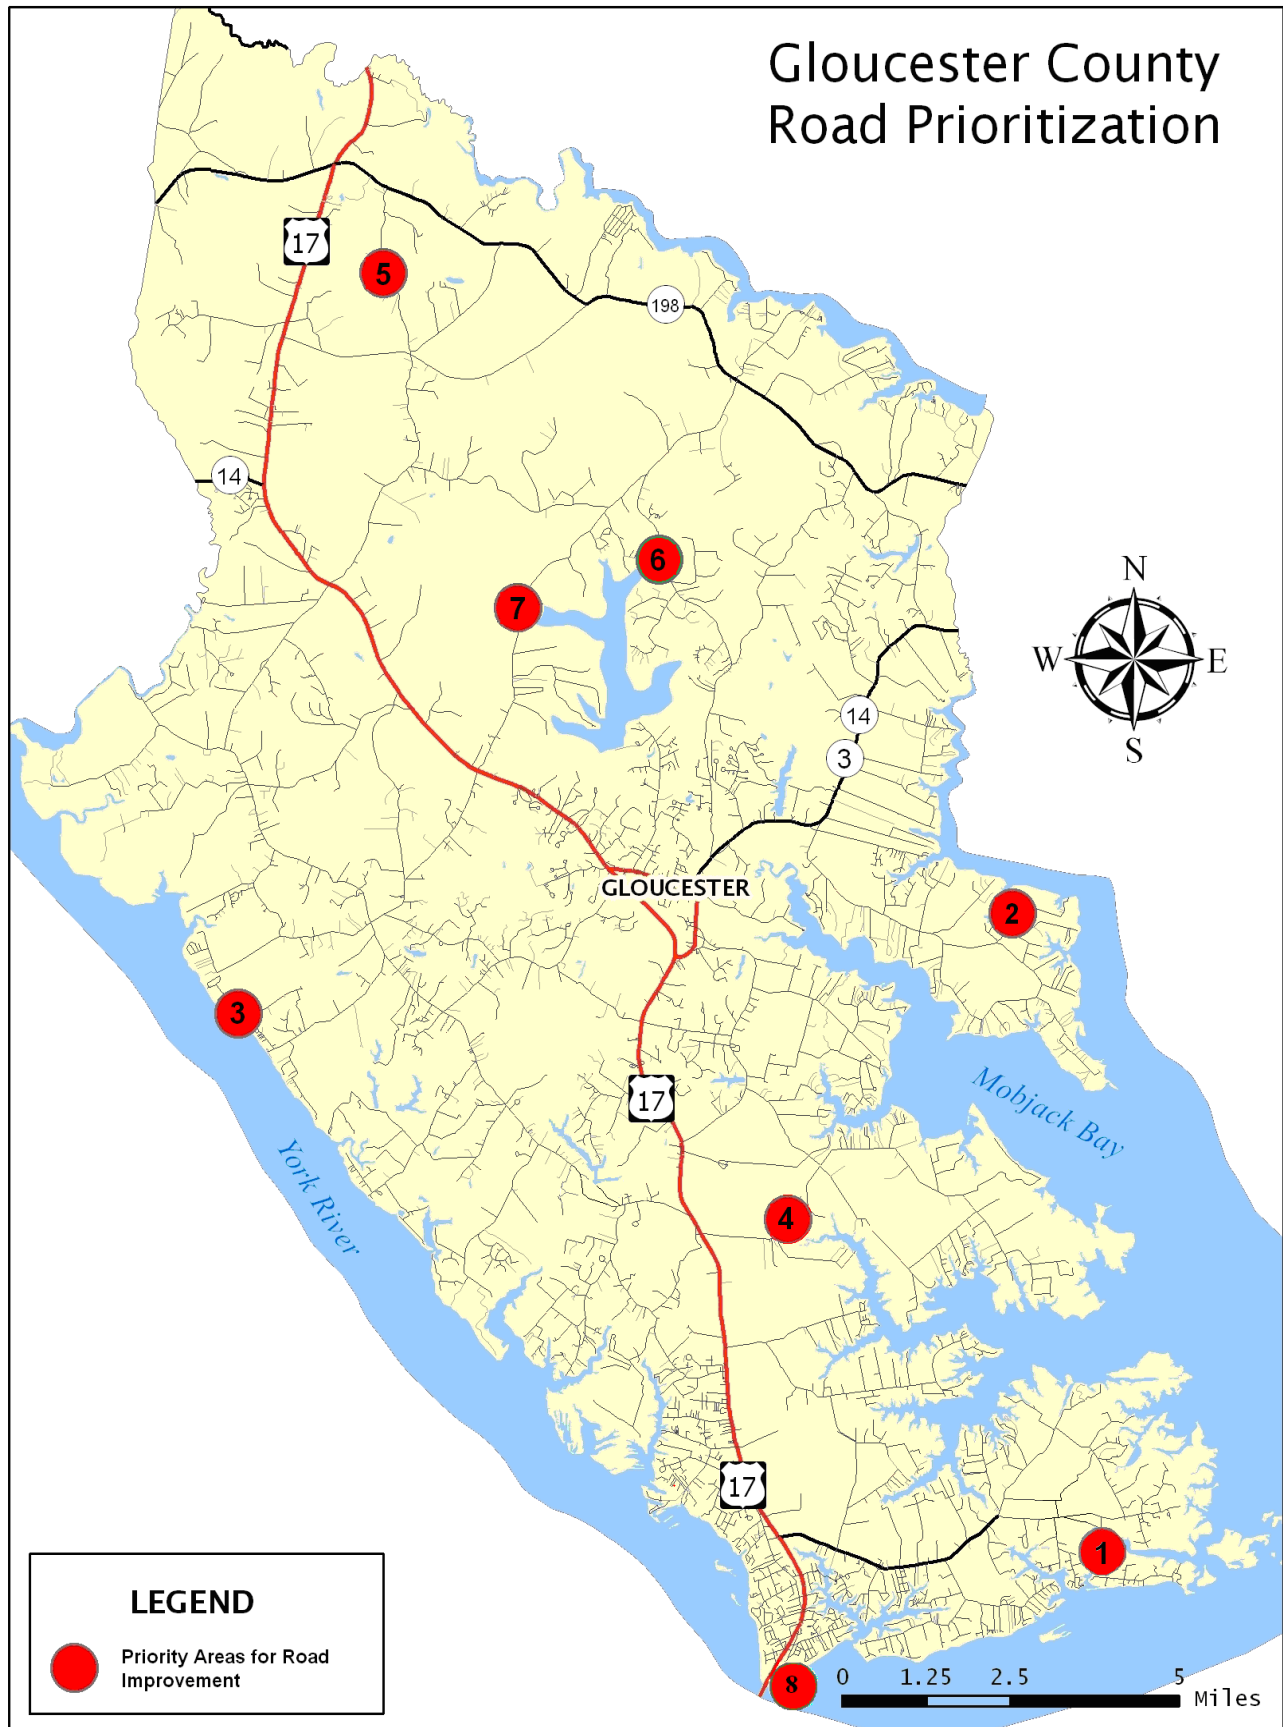 Gloucester County
Road Prioritization
17
5
198
14
6
7
N
W E
S
14
3
GLOUCESTER
2
3
17
Mobjack Bay
York River
4
17
1
LEGEND
Priority Areas for Road
Improvement
8
0 1.25 2.5 5
Miles